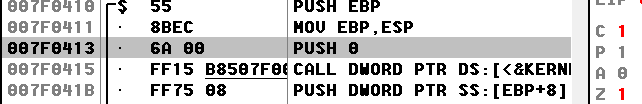 007F0410 $ 55 PUSH EBP
007F0411 · 8BEC MOV EBP,ESP
007F0413 · 6A 00 PUSH 0
007F0415 · FF15 B8507F00 CALL DWORD PTR DS:[<&KERN
007F041B · FF75 08 PUSH DWORD PTR SS:[EBP+8]
C 1
P 1
A 0
Z 1